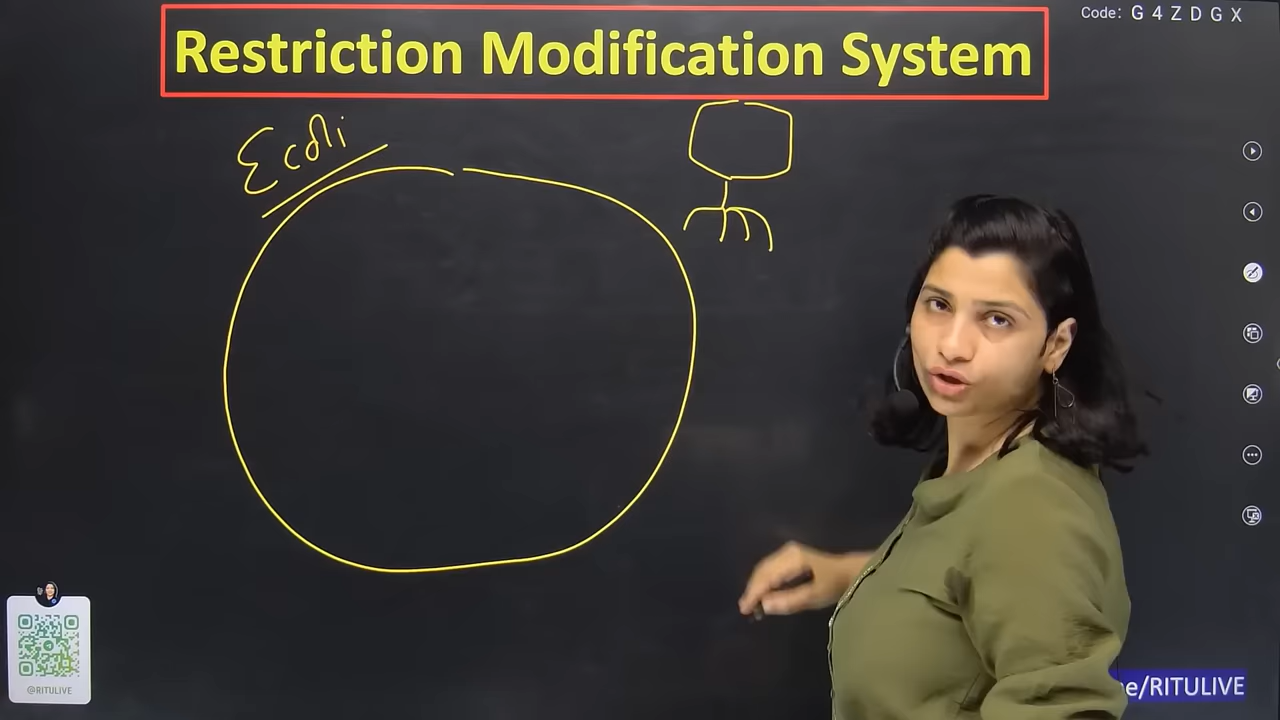 Code: G 4 Z D G X
Restriction Modification System
Ecoli
@RITULIVE
e/RITULIVE